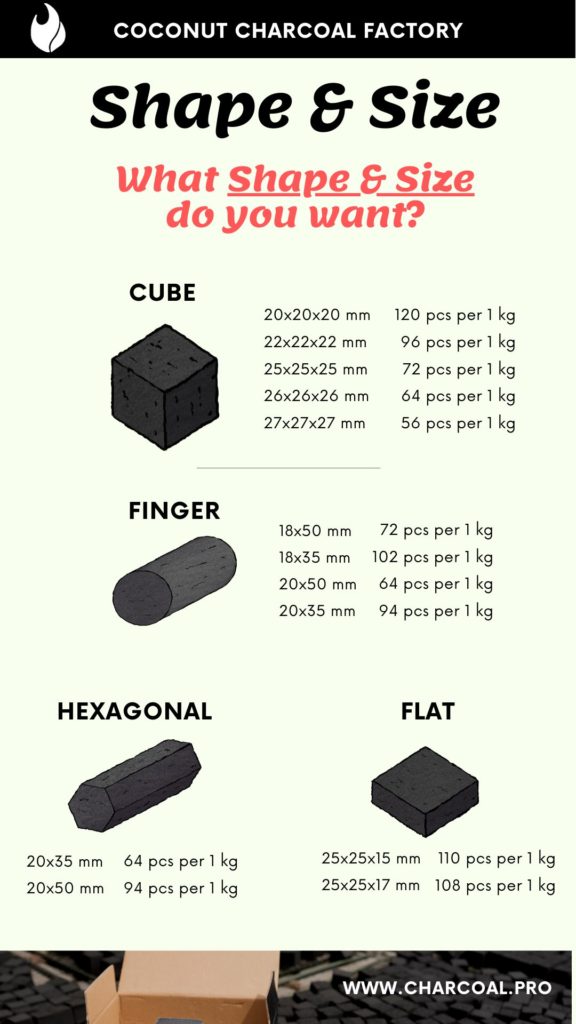 COCONUT CHARCOAL FACTORY
Shape & Size
What Shape & Size
do you want?
CUBE
20x20x20 mm 120 pcs per 1 kg
22x22x22 mm 96 pcs per 1 kg
25x25x25 mm 72 pcs per 1 kg
26x26x26 mm 64 pcs per 1 kg
27x27x27 mm 56 pcs per 1 kg
FINGER
18x50 mm 72 pcs per 1 kg
18x35 mm 102 pcs per 1 kg
20x50 mm 64 pcs per 1 kg
20x35 mm 94 pcs per 1 kg
HEXAGONAL
20x35 mm 64 pcs per 1 kg
20x50 mm 94 pcs per 1 kg
FLAT
25x25x15 mm 110 pcs per 1 kg
25x25x17 mm 108 pcs per 1 kg
WWW.CHARCOAL.PRO